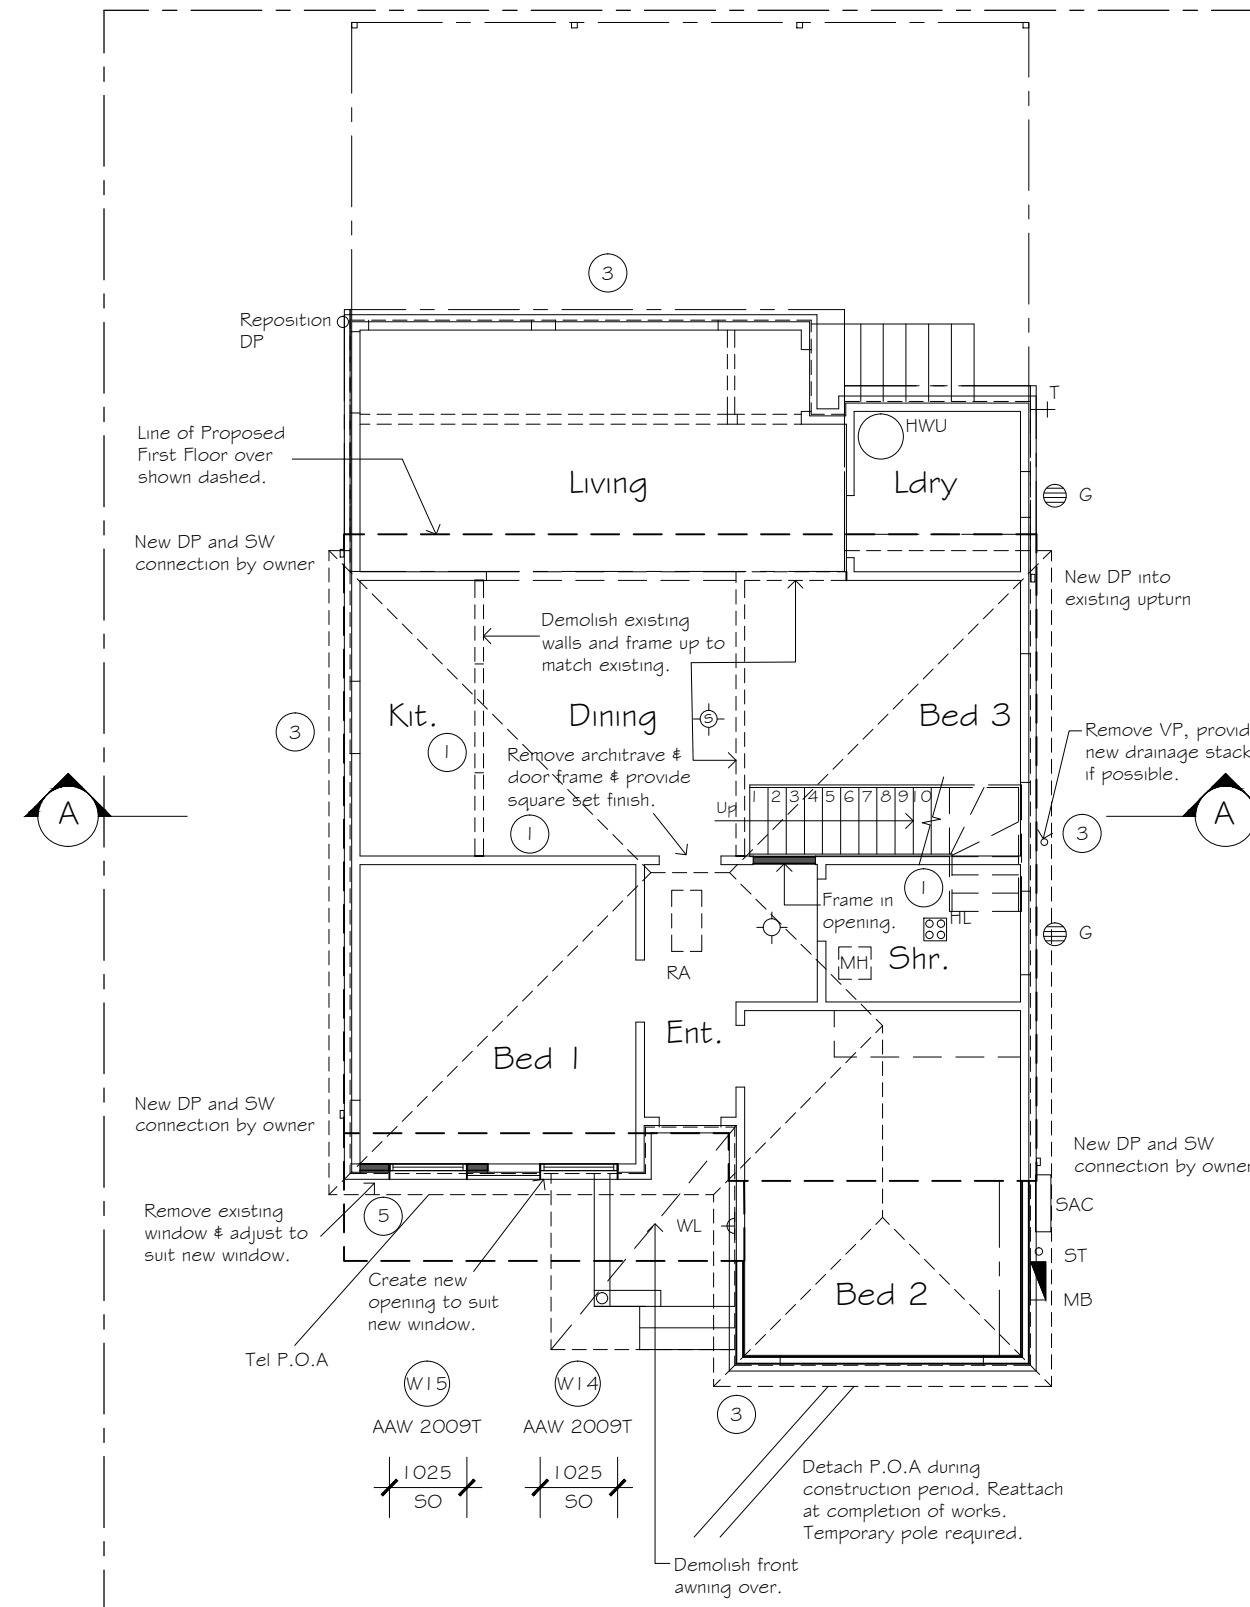 3
Reposition
DP
T
HWU
Line of Proposed
First Floor over
shown dashed.
Living
Ldry
G
New DP and SW
connection by owner
New DP into
existing upturn
Demolish existing
walls and frame up to
match existing.
Kit.
Dining
S
Bed 3
3
1
Remove architrave &
door frame & provide
square set finish.
Remove VP, provid
new drainage stack
if possible.
A
Up
1 2 3 4 5 6 7 8 9 10
A
1
3
1
Frame in
opening.
HL
G
RA
MH
Shr.
Ent.
Bed 1
New DP and SW
connection by owner
New DP and SW
connection by owner
Remove existing
window & adjust to
suit new window.
5
WL
SAC
ST
MB
Create new
opening to suit
new window.
Bed 2
Tel P.O.A
W15
W14
3
AAW 2009T
AAW 2009T
1025
SO
1025
SO
Detach P.O.A during
construction period. Reattach
at completion of works.
Temporary pole required.
Demolish front
awning over.